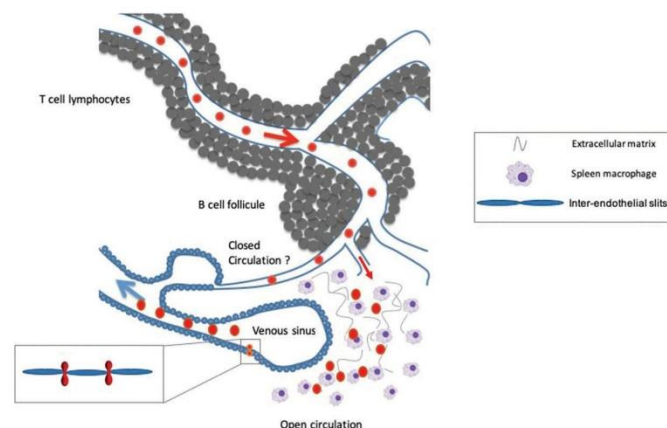 T cell lymphocytes
B cell follicule
Closed
Circulation ?
Venous sinus
Open circulation
Extracellular matrix
Spleen macrophage
Inter-endothelial slits